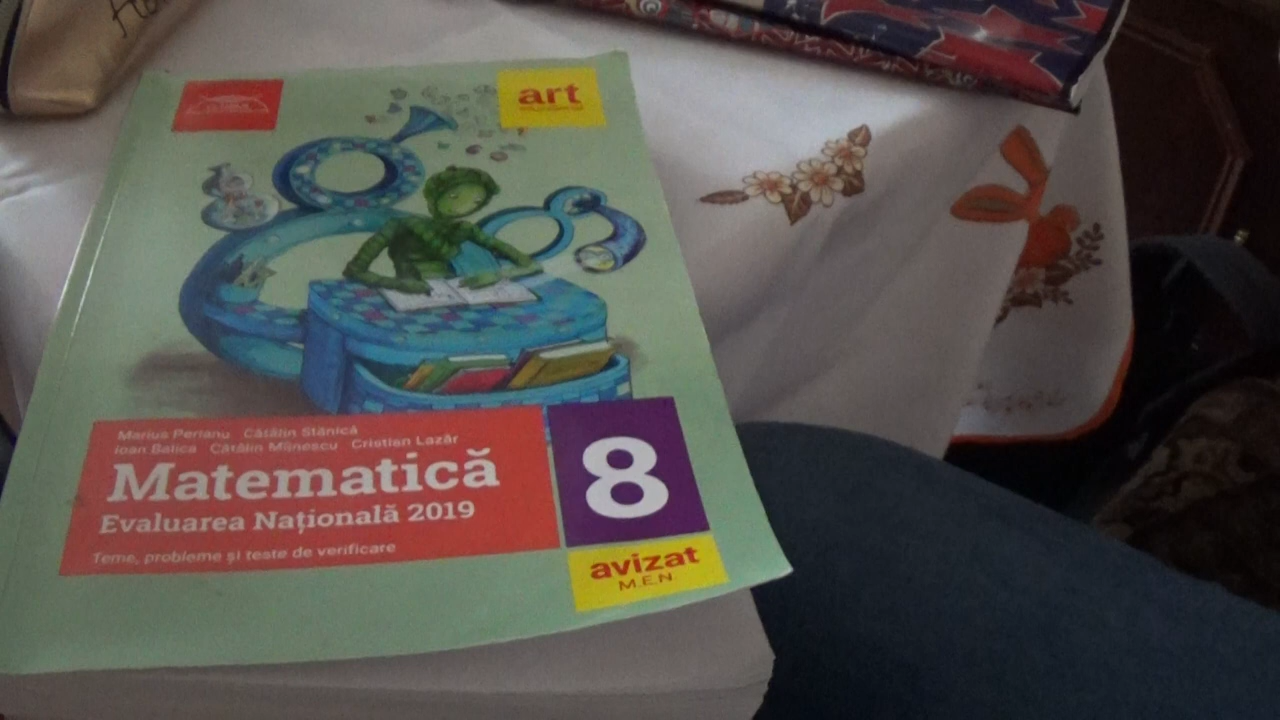 art
Marius Perianu Cătălin Stănică
Ioan Balica Cătălin Mîinescu Cristian Lazăr
Matematică
Evaluarea Națională 2019
Teme, probleme și teste de verificare
8
avizat
M.E.N.